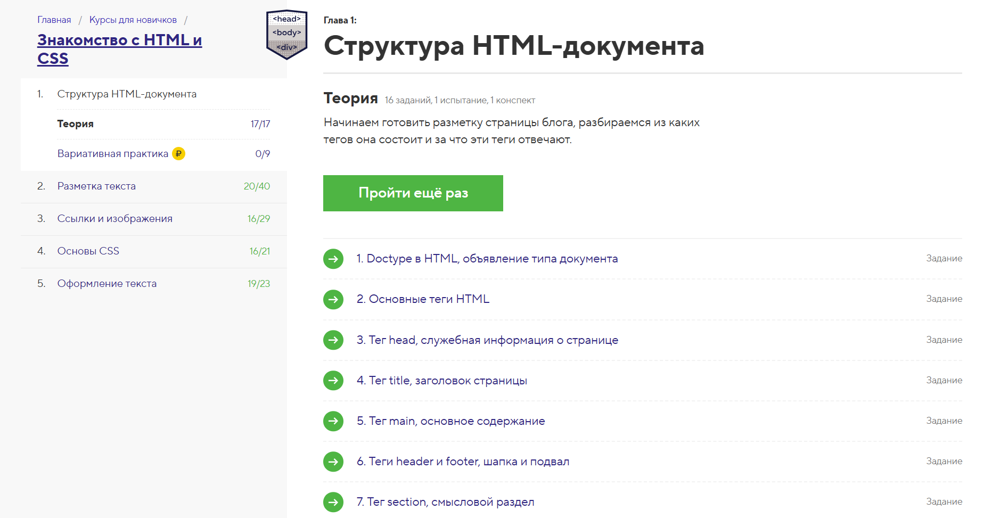 Главная / Курсы для новичков /
Знакомство с HTML и
CSS
<head>
<body>
<div>
1. Структура HTML-документа
Теория 17/17
Вариативная практика ₽ 0/9
2. Разметка текста 20/40
3. Ссылки и изображения 16/29
4. Основы CSS 16/21
5. Оформление текста 19/23
Глава 1:
Структура HTML-документа
Теория 16 заданий, 1 испытание, 1 конспект
Начинаем готовить разметку страницы блога, разбираемся из каких
тегов она состоит и за что эти теги отвечают.
Пройти ещё раз
1. Doctype в HTML, объявление типа документа Задание
2. Основные теги HTML Задание
3. Тег head, служебная информация о странице Задание
4. Тег title, заголовок страницы Задание
5. Тег main, основное содержание Задание
6. Теги header и footer, шапка и подвал Задание
7. Тег section, смысловой раздел Задание